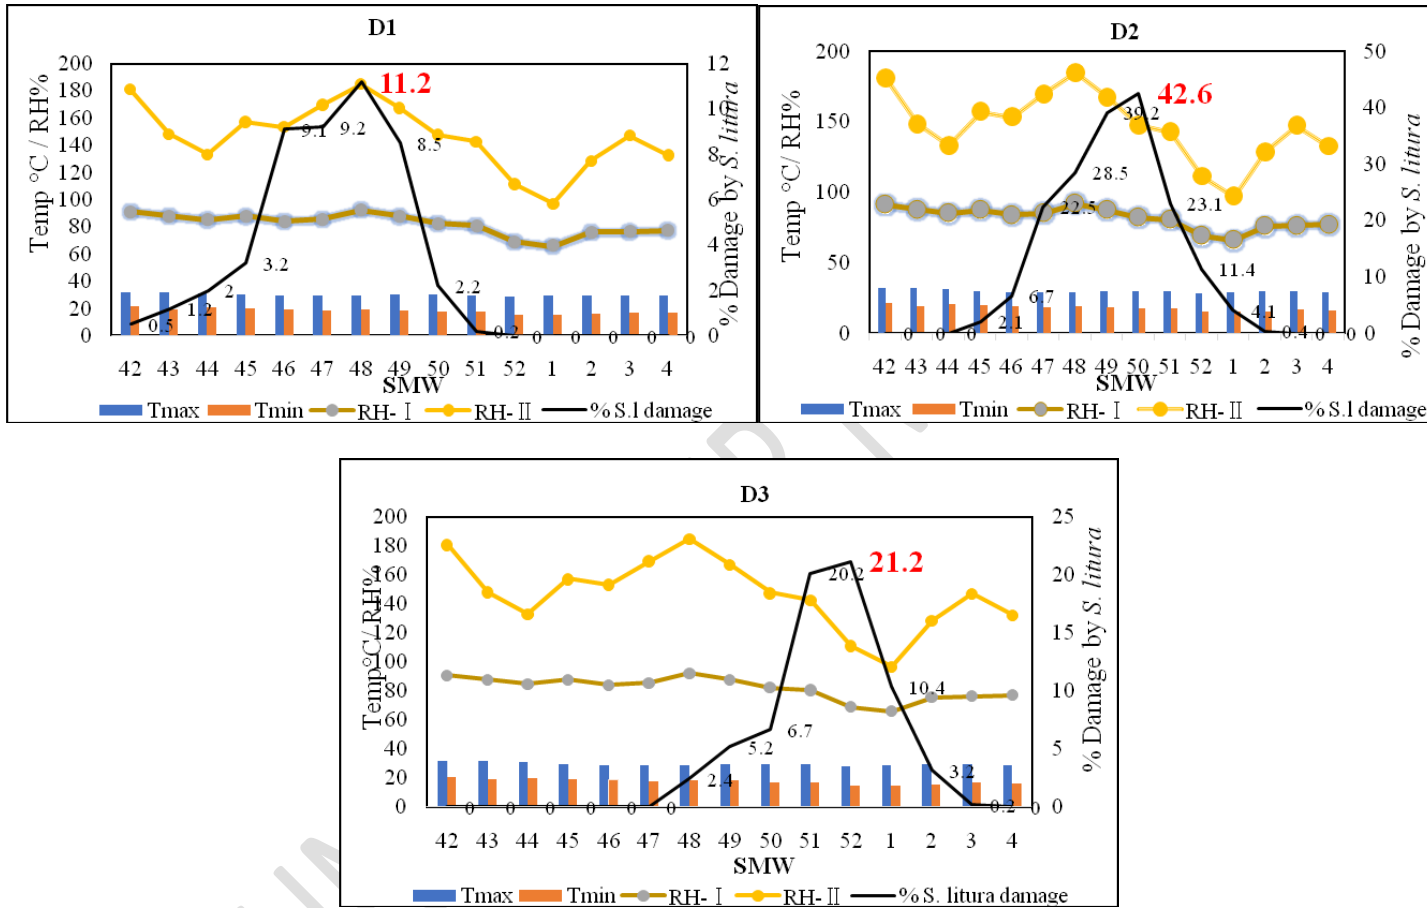 D1
200
180
160
140
120
100
80
60
40
20
0
Temp °C / RH%
12
10
8
6
4
2
0
% Damage by S. litura
11.2
0.5 1.2 2 3.2 9.1 9.2 8.5 2.2 0.2 0 0 0 0
42 43 44 45 46 47 48 49 50 51 52 1 2 3 4
SMW
Tmax Tmin RH- I RH- II % S.l damage
D2
200
150
100
50
0
Temp °C/ RH%
50
40
30
20
10
0
% Damage by S. litura
42.6
0 0 0 2.1 6.7 22.5 28.5 39.2 23.1 11.4 4.1 0.4 0
42 43 44 45 46 47 48 49 50 51 52 1 2 3 4
SMW
Tmax Tmin RH- I RH- II % S.l damage
D3
200
180
160
140
120
100
80
60
40
20
0
Temp°C/ RH%
25
20
15
10
5
0
% Damage by S. litura
21.2
0 0 0 0 0 0 2.4 5.2 6.7 20.2 10.4 3.2 0.2 0
42 43 44 45 46 47 48 49 50 51 52 1 2 3 4
SMW
Tmax Tmin RH- I RH- II % S. litura damage